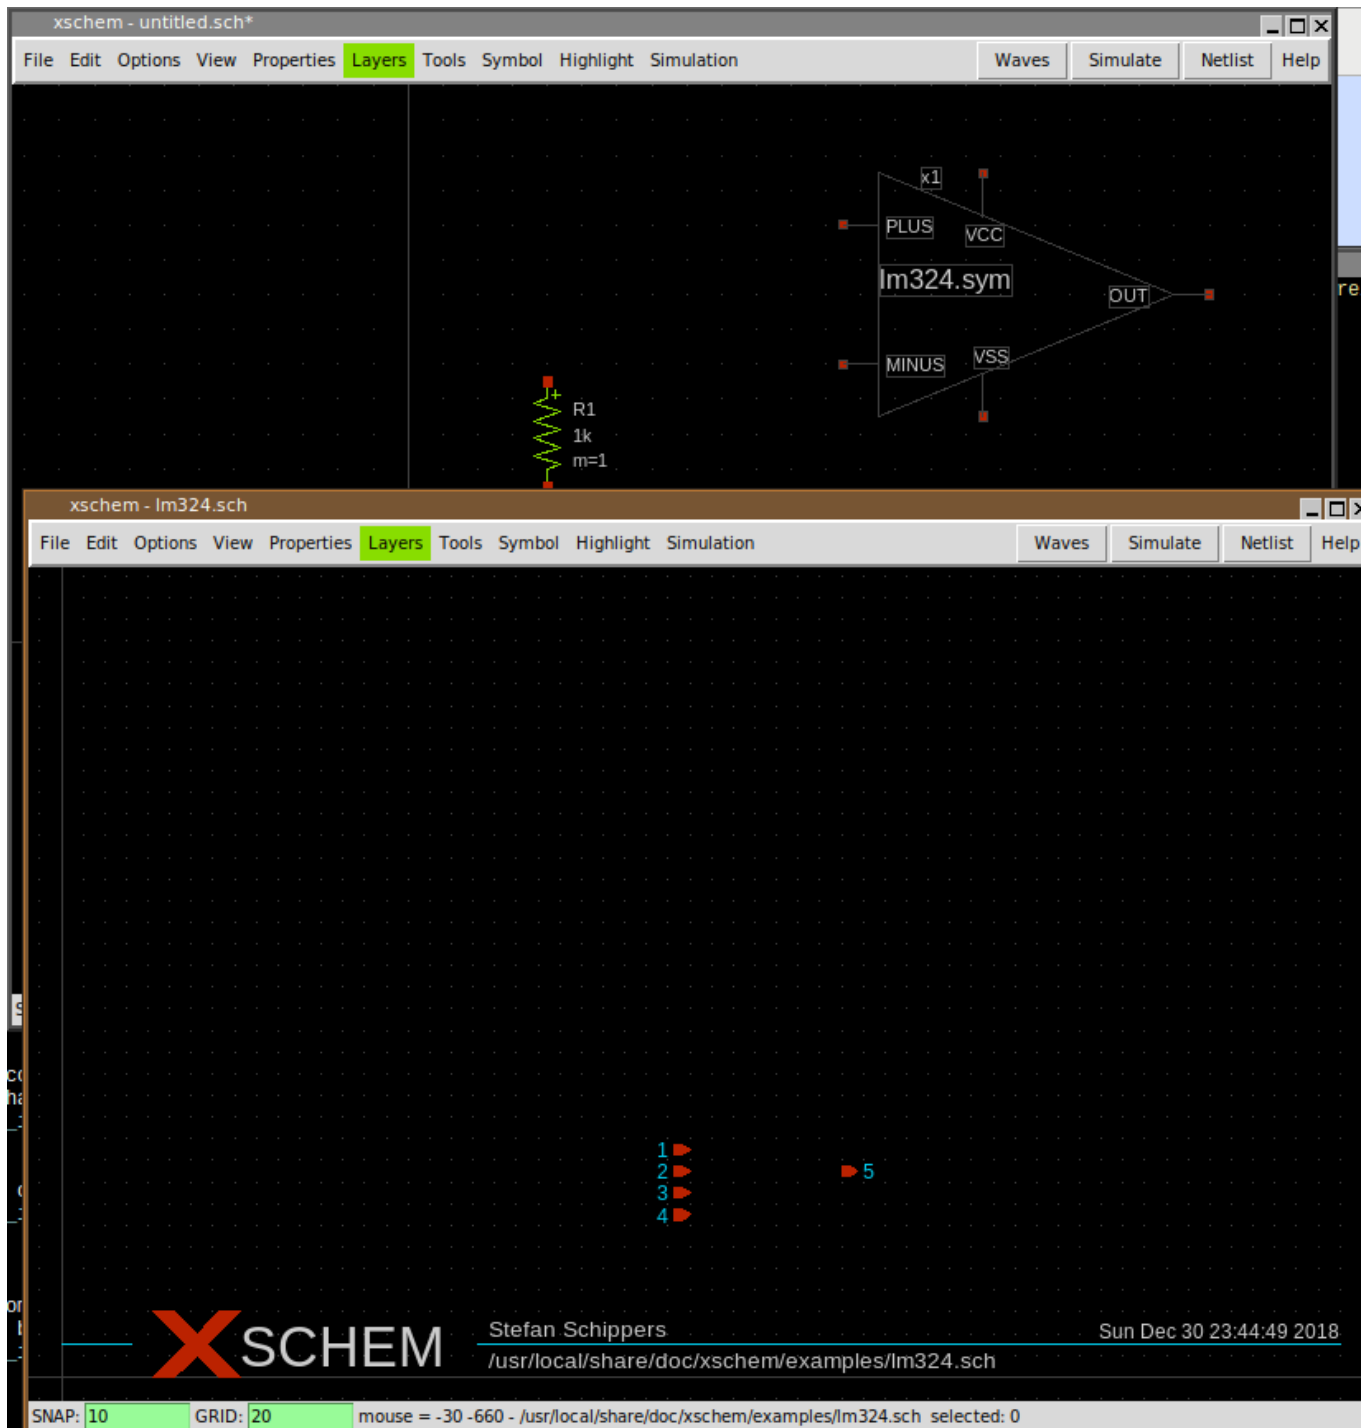 xschem - untitled.sch*
File Edit Options View Properties Layers Tools Symbol Highlight Simulation Waves Simulate Netlist Help
x1
PLUS
VCC
lm324.sym
OUT
re
VSS
MINUS
+
R1
1k
m=1
xschem - lm324.sch
File Edit Options View Properties Layers Tools Symbol Highlight Simulation Waves Simulate Netlist Help
1
2
5
3
4
XSCHEM
Stefan Schippers
Sun Dec 30 23:44:49 2018
/usr/local/share/doc/xschem/examples/lm324.sch
SNAP: 10 GRID: 20 mouse = -30 -660 - /usr/local/share/doc/xschem/examples/lm324.sch selected: 0